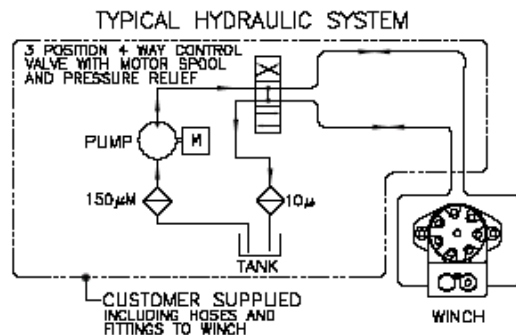 TYPICAL HYDRAULIC SYSTEM
3 POSITION 4 WAY CONTROL
VALVE WITH MOTOR SPOOL
AND PRESSURE RELIEF
PUMP
M
150μM
10μ
TANK
CUSTOMER SUPPLIED
INCLUDING HOSES AND
FITTINGS TO WINCH
WINCH